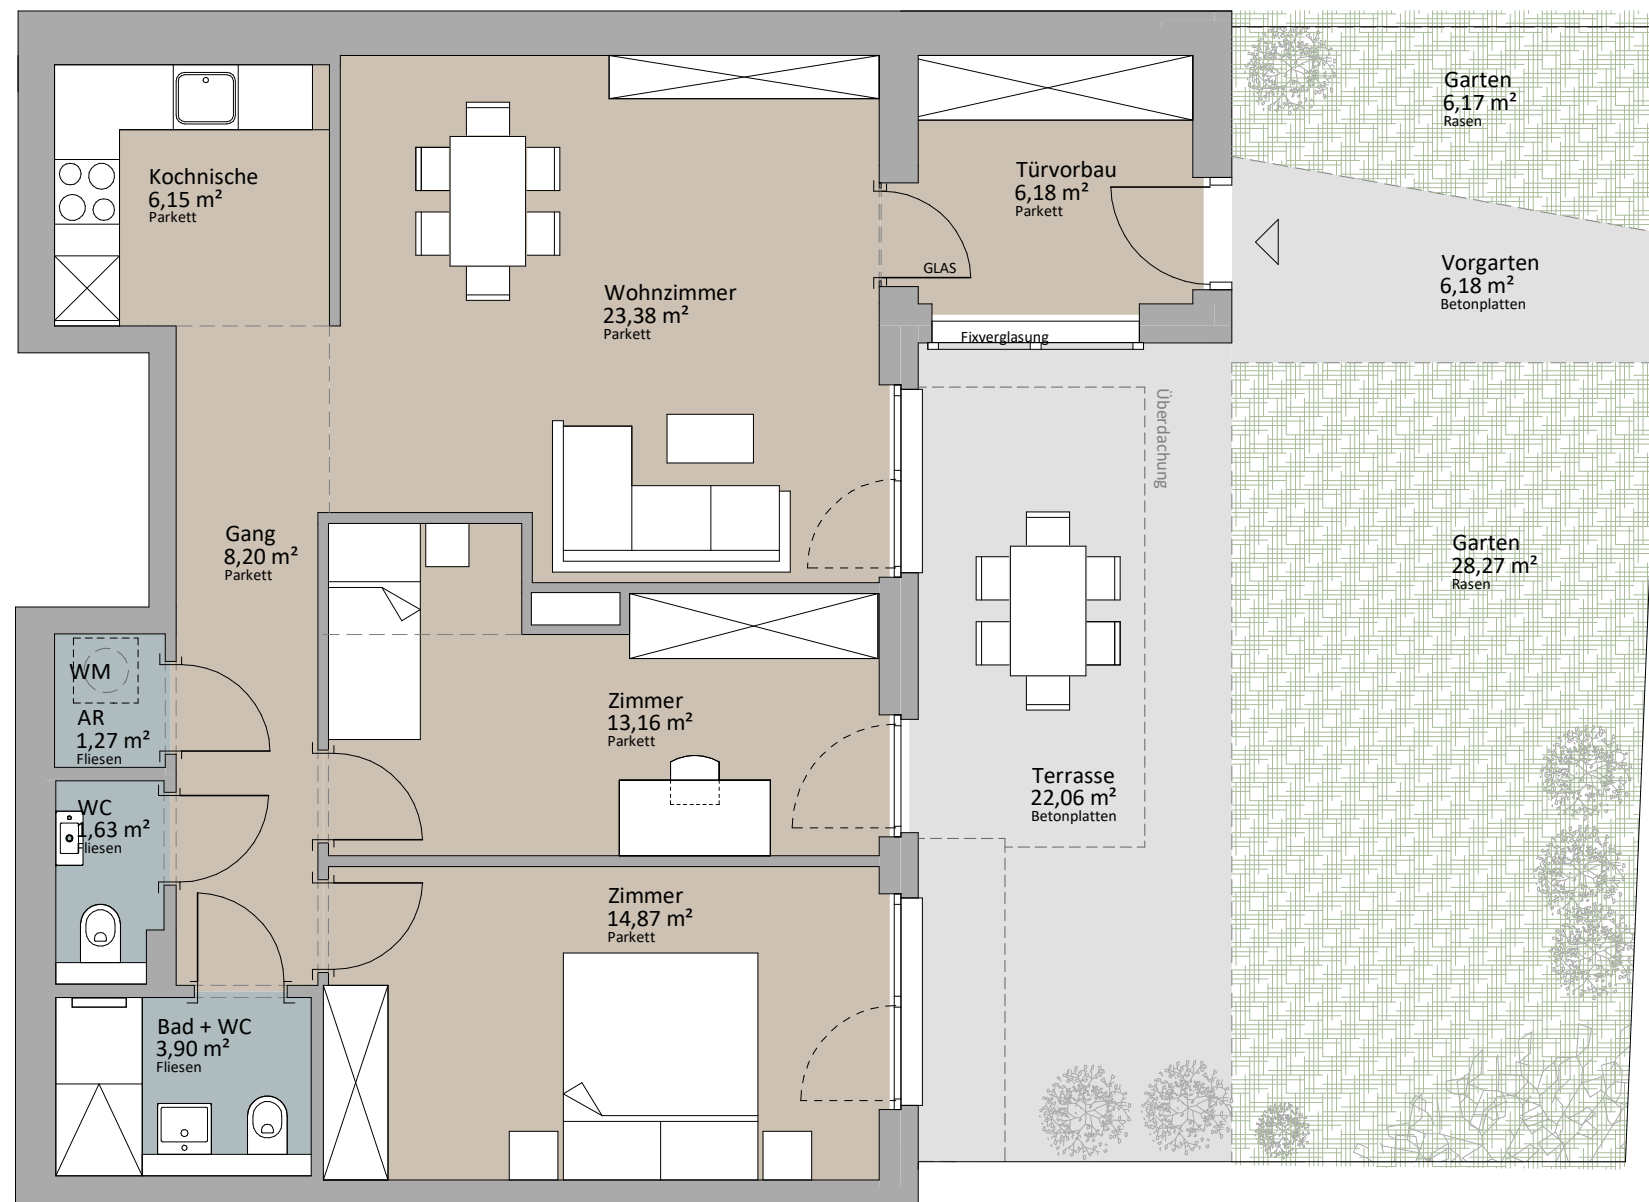 Garten
6,17 m²
Rasen
Kochnische
6,15 m²
Parkett
Türvorbau
6,18 m²
Parkett
GLAS
Vorgarten
6,18 m²
Betonplatten
Wohnzimmer
23,38 m²
Parkett
Fixverglasung
Überdachung
Gang
8,20 m²
Parkett
Garten
28,27 m²
Rasen
WM
AR
1,27 m²
Fliesen
Zimmer
13,16 m²
Parkett
Terrasse
22,06 m²
Betonplatten
WC
1,63 m²
Fliesen
Zimmer
14,87 m²
Parkett
Bad + WC
3,90 m²
Fliesen